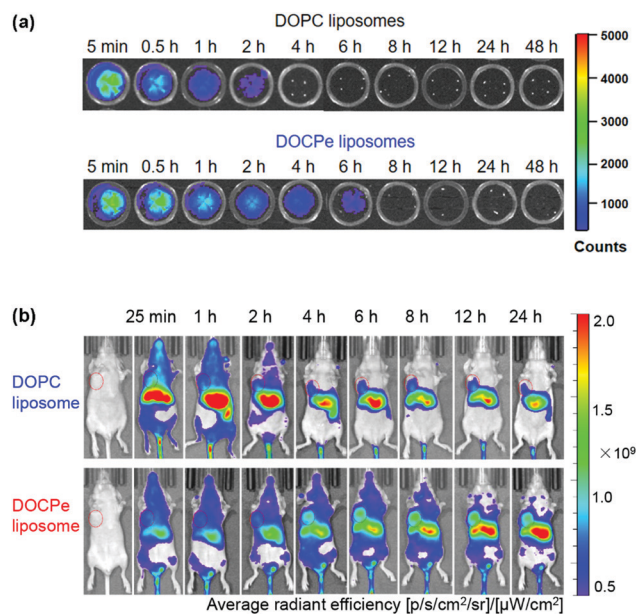 (a)
DOPC liposomes
5 min 0.5 h 1 h 2 h 4 h 6 h 8 h 12 h 24 h 48 h
DOCPe liposomes
5 min 0.5 h 1 h 2 h 4 h 6 h 8 h 12 h 24 h 48 h
5000
4000
3000
2000
1000
Counts
(b)
25 min 1 h 2 h 4 h 6 h 8 h 12 h 24 h
DOPC
liposome
DOCPe
liposome
2.0
1.5
× 10⁹
1.0
0.5
Average radiant efficiency [p/s/cm²/sr]/[µW/cm²]